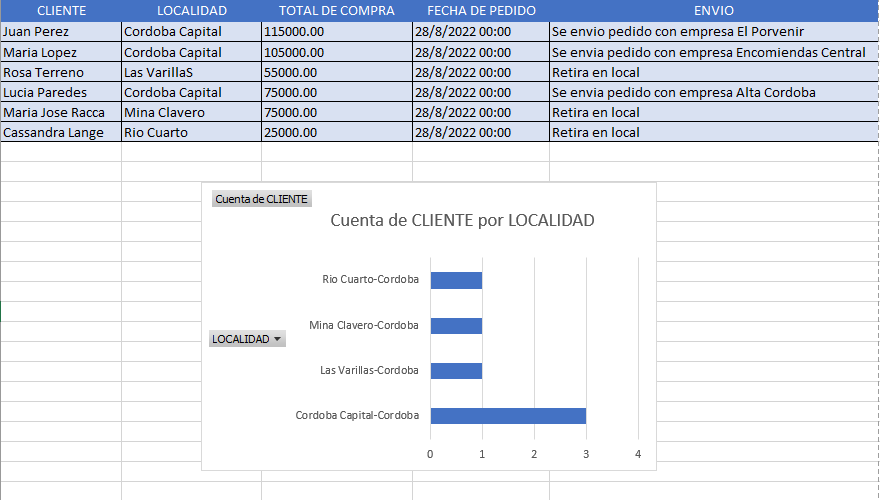 CLIENTE LOCALIDAD TOTAL DE COMPRA FECHA DE PEDIDO ENVIO
Juan Perez Cordoba Capital 115000.00 28/8/2022 00:00 Se envio pedido con empresa El Porvenir
Maria Lopez Cordoba Capital 105000.00 28/8/2022 00:00 Se envia pedido con empresa Encomiendas Central
Rosa Terreno Las VarillaS 55000.00 28/8/2022 00:00 Retira en local
Lucia Paredes Cordoba Capital 75000.00 28/8/2022 00:00 Se envia pedido con empresa Alta Cordoba
Maria Jose Racca Mina Clavero 75000.00 28/8/2022 00:00 Retira en local
Cassandra Lange Rio Cuarto 25000.00 28/8/2022 00:00 Retira en local
Cuenta de CLIENTE
Cuenta de CLIENTE por LOCALIDAD
Rio Cuarto-Cordoba
Mina Clavero-Cordoba
LOCALIDAD
Las Varillas-Cordoba
Cordoba Capital-Cordoba
0 1 2 3 4